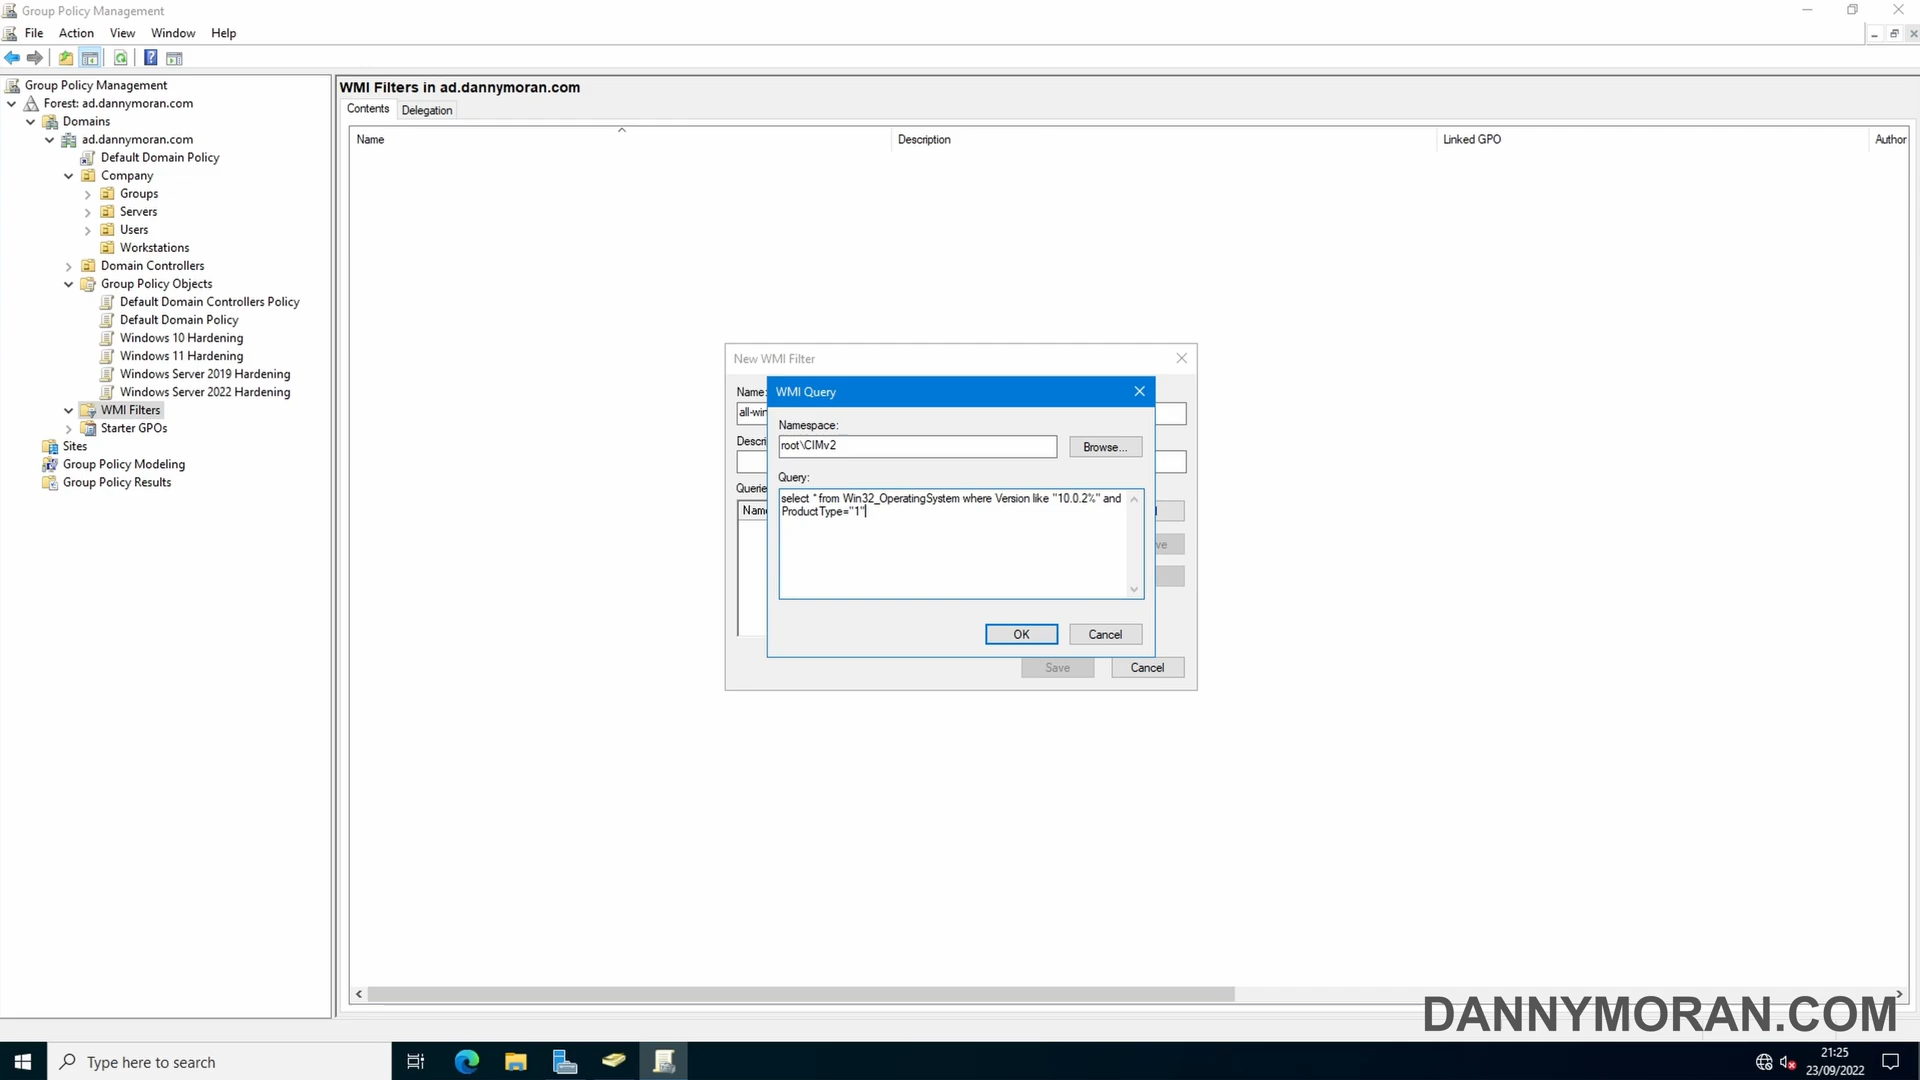 Group Policy Management
File Action View Window Help
Group Policy Management
Forest: ad.dannymoran.com
Domains
ad.dannymoran.com
Default Domain Policy
Company
Groups
Servers
Users
Workstations
Domain Controllers
Group Policy Objects
Default Domain Controllers Policy
Default Domain Policy
Windows 10 Hardening
Windows 11 Hardening
Windows Server 2019 Hardening
Windows Server 2022 Hardening
WMI Filters
Starter GPOs
Sites
Group Policy Modeling
Group Policy Results
WMI Filters in ad.dannymoran.com
Contents Delegation
Name Description Linked GPO Author
New WMI Filter
Name:
all-win
Descri
Querie
Name
ve
Save Cancel
WMI Query
Namespace:
root\CIMv2 Browse...
Query:
select * from Win32_OperatingSystem where Version like "10.0.2%" and
ProductType="1"
OK Cancel
DANNYMORAN.COM
Type here to search
21:25
23/09/2022